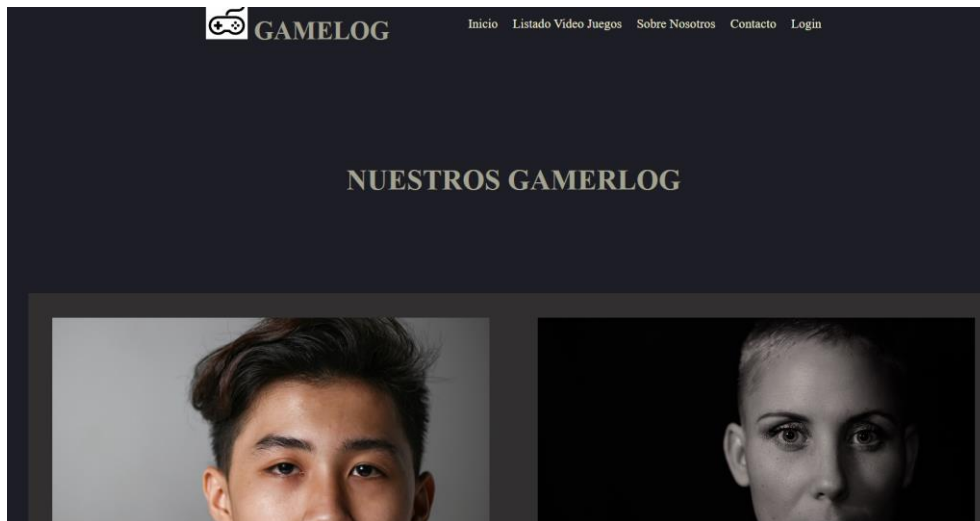 GAMELOG
Inicio Listado Video Juegos Sobre Nosotros Contacto Login
NUESTROS GAMERLOG